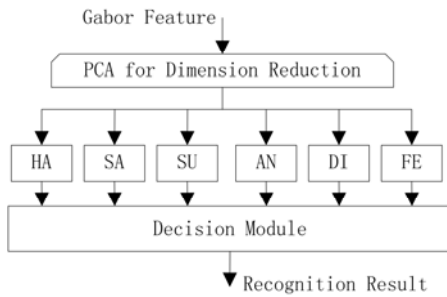 Gabor Feature
PCA for Dimension Reduction
HA SA SU AN DI FE
Decision Module
Recognition Result